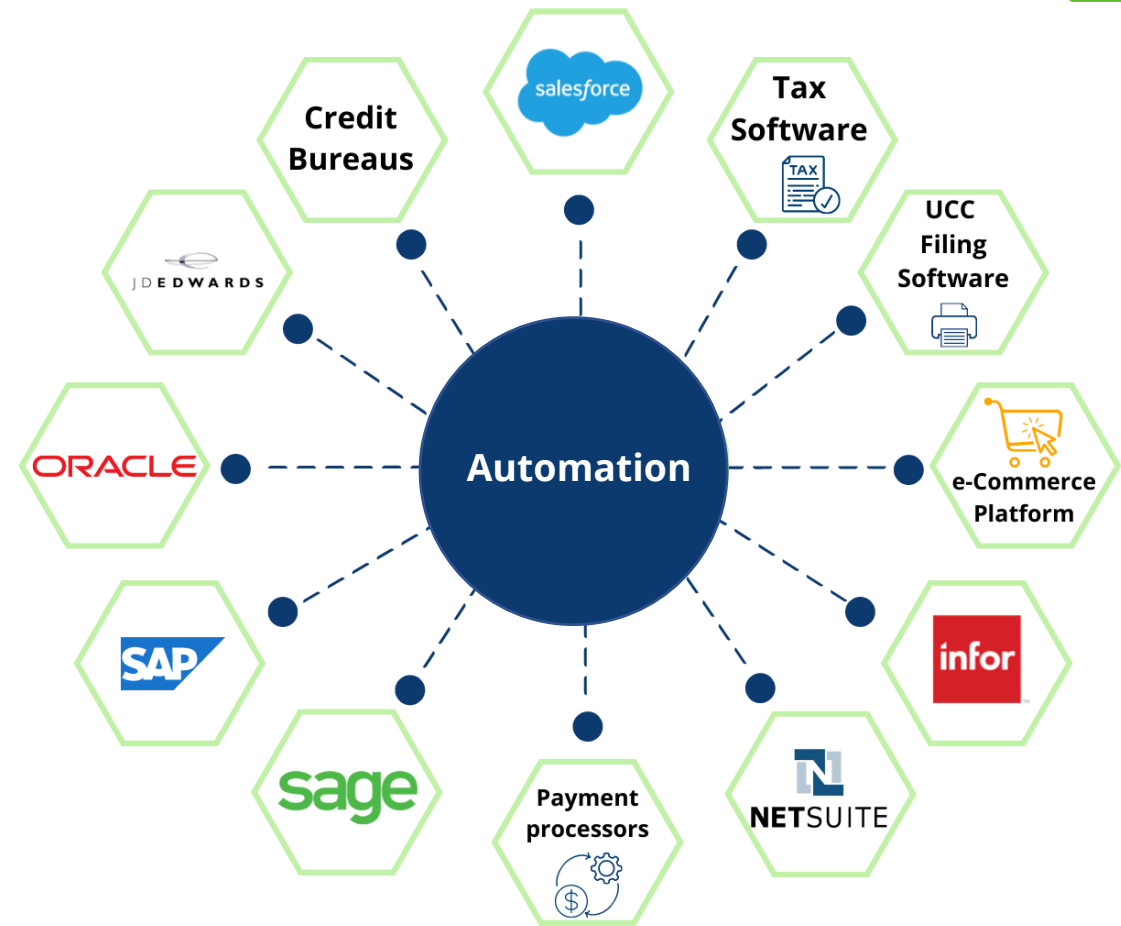 salesforce
Tax
Software
TAX
UCC
Filing
Software
e-Commerce
Platform
infor
TM
N
NETSUITE
Payment
processors
$
sage
SAP
ORACLE
JDEDWARDS
Credit
Bureaus
Automation